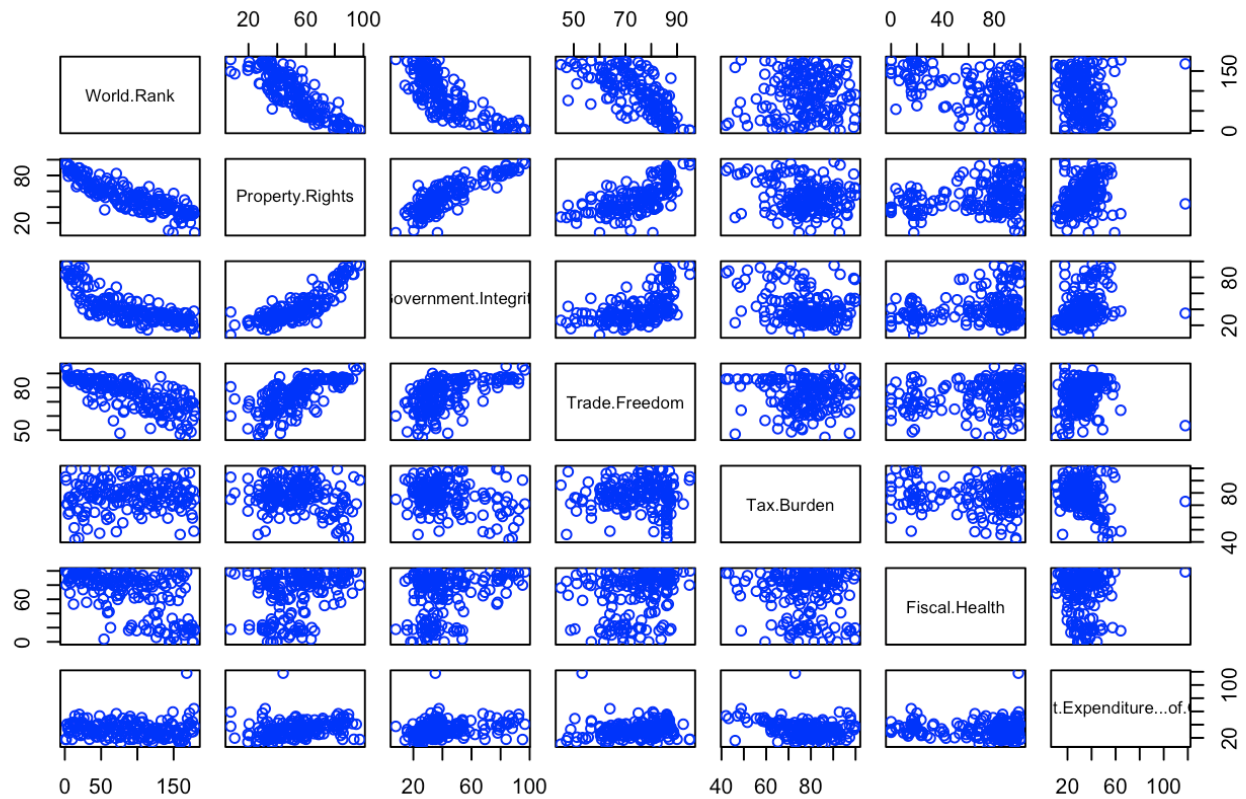 20 60 100 50 70 90 0 40 80
World.Rank
0 150
20 80
Property.Rights
overnment.Integrit
20 80
50 80
Trade.Freedom
Tax.Burden
40 80
0 60
Fiscal.Health
t.Expenditure...of.
20 100
0 50 150 20 60 100 40 60 80 20 60 100